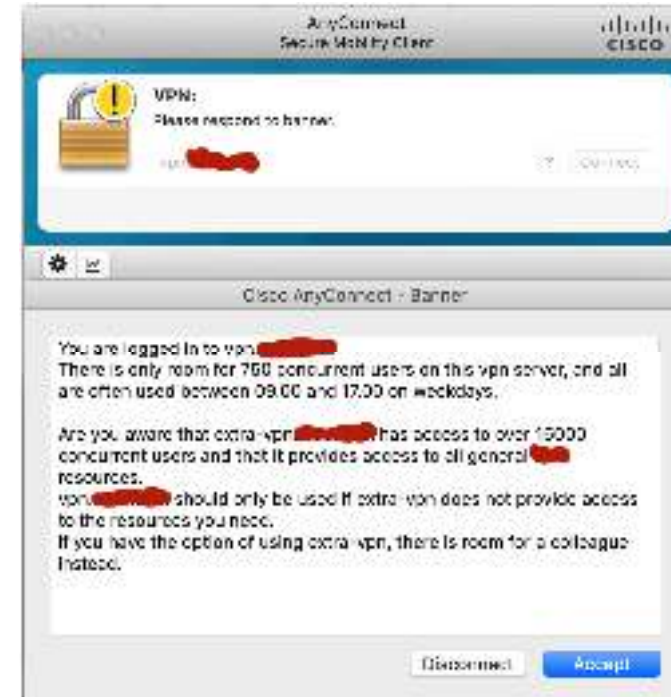 AnyConnect
Secure Mobility Client
CISCO
VPN:
Please respond to banner.
vpn.
? Connect
Cisco AnyConnect - Banner
You are logged in to vpn.
There is only room for 750 concurrent users on this vpn server, and all
are often used between 09.00 and 17.00 on weekdays.
Are you aware that extra-vpn. has access to over 15000
concurrent users and that it provides access to all general
resources.
vpn. should only be used if extra-vpn does not provide access
to the resources you need.
If you have the option of using extra-vpn, there is room for a colleague
instead.
Disconnect Accept